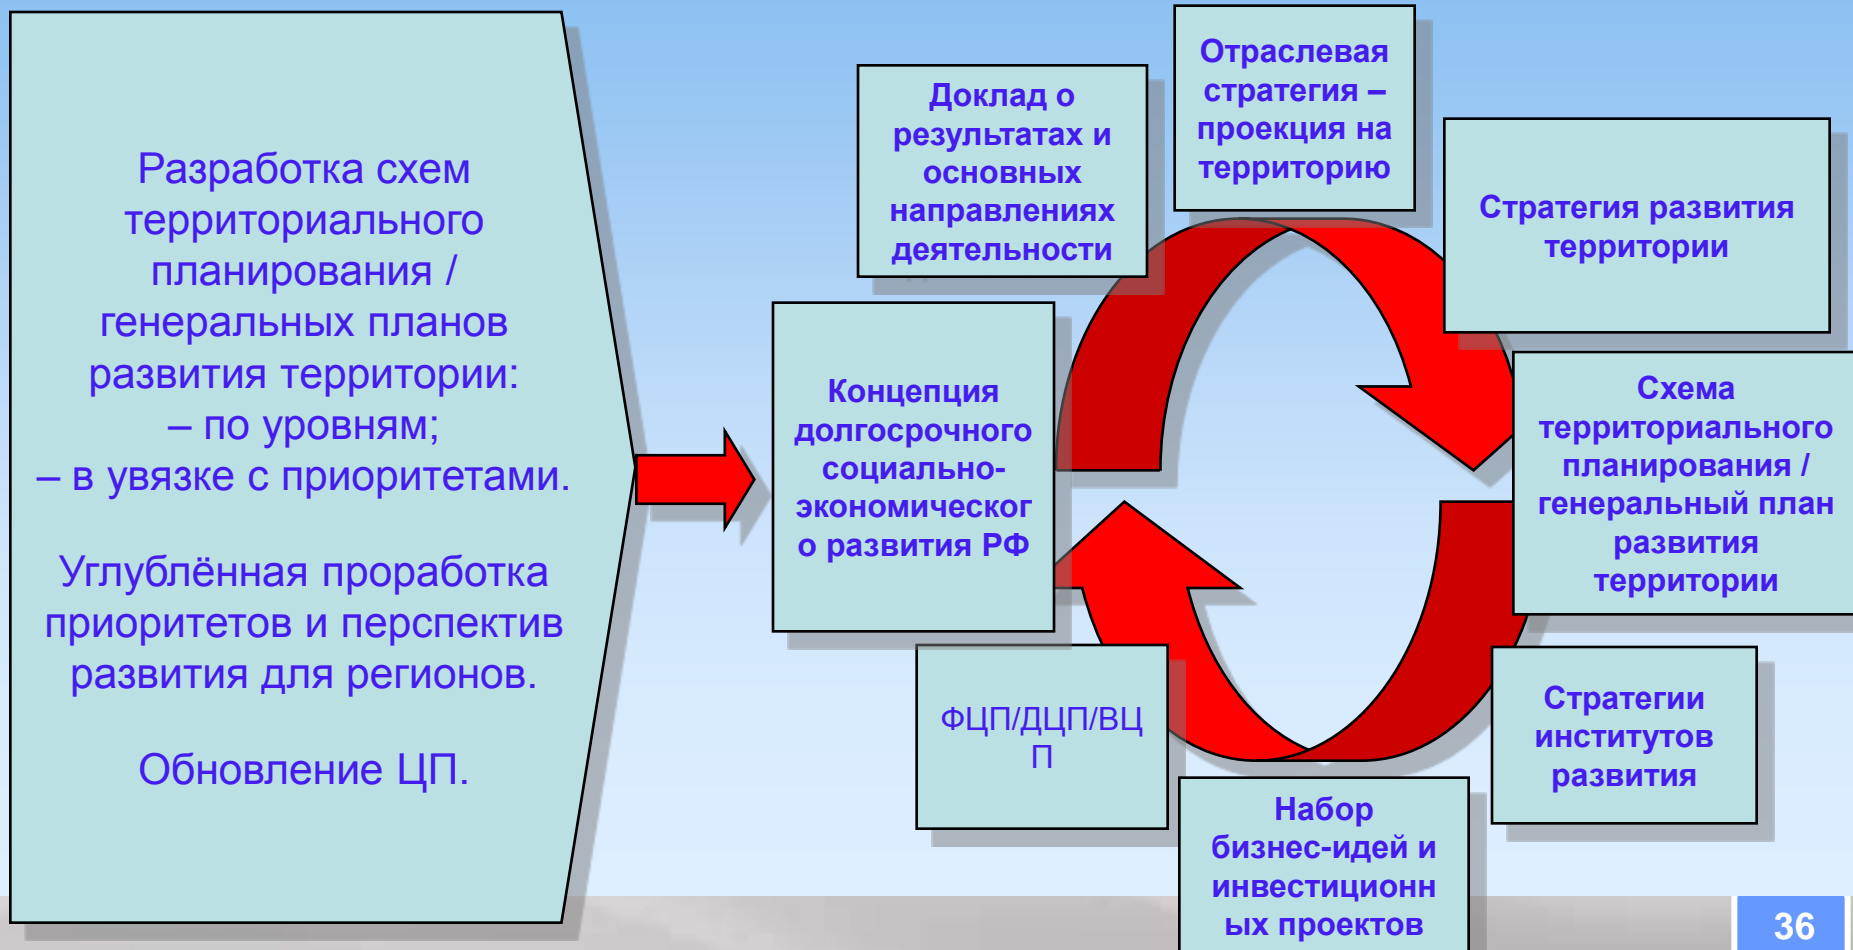 Разработка схем
территориального
планирования /
генеральных планов
развития территории:
– по уровням;
– в увязке с приоритетами.
Углублённая проработка
приоритетов и перспектив
развития для регионов.
Обновление ЦП.
Концепция
долгосрочного
социально-
экономическог
о развития РФ
Доклад о
результатах и
основных
направлениях
деятельности
Отраслевая
стратегия –
проекция на
территорию
Стратегия развития
территории
Схема
территориального
планирования /
генеральный план
развития
территории
Стратегии
институтов
развития
Набор
бизнес-идей и
инвестиционн
ых проектов
ФЦП/ДЦП/ВЦ
П
36